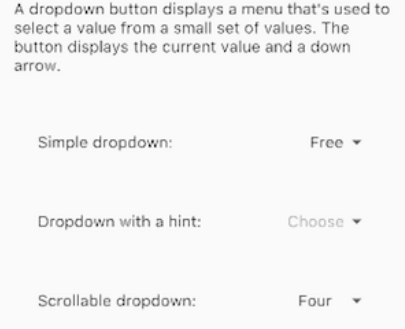 A dropdown button displays a menu that's used to
select a value from a small set of values. The
button displays the current value and a down
arrow.
Simple dropdown: Free
Dropdown with a hint: Choose
Scrollable dropdown: Four